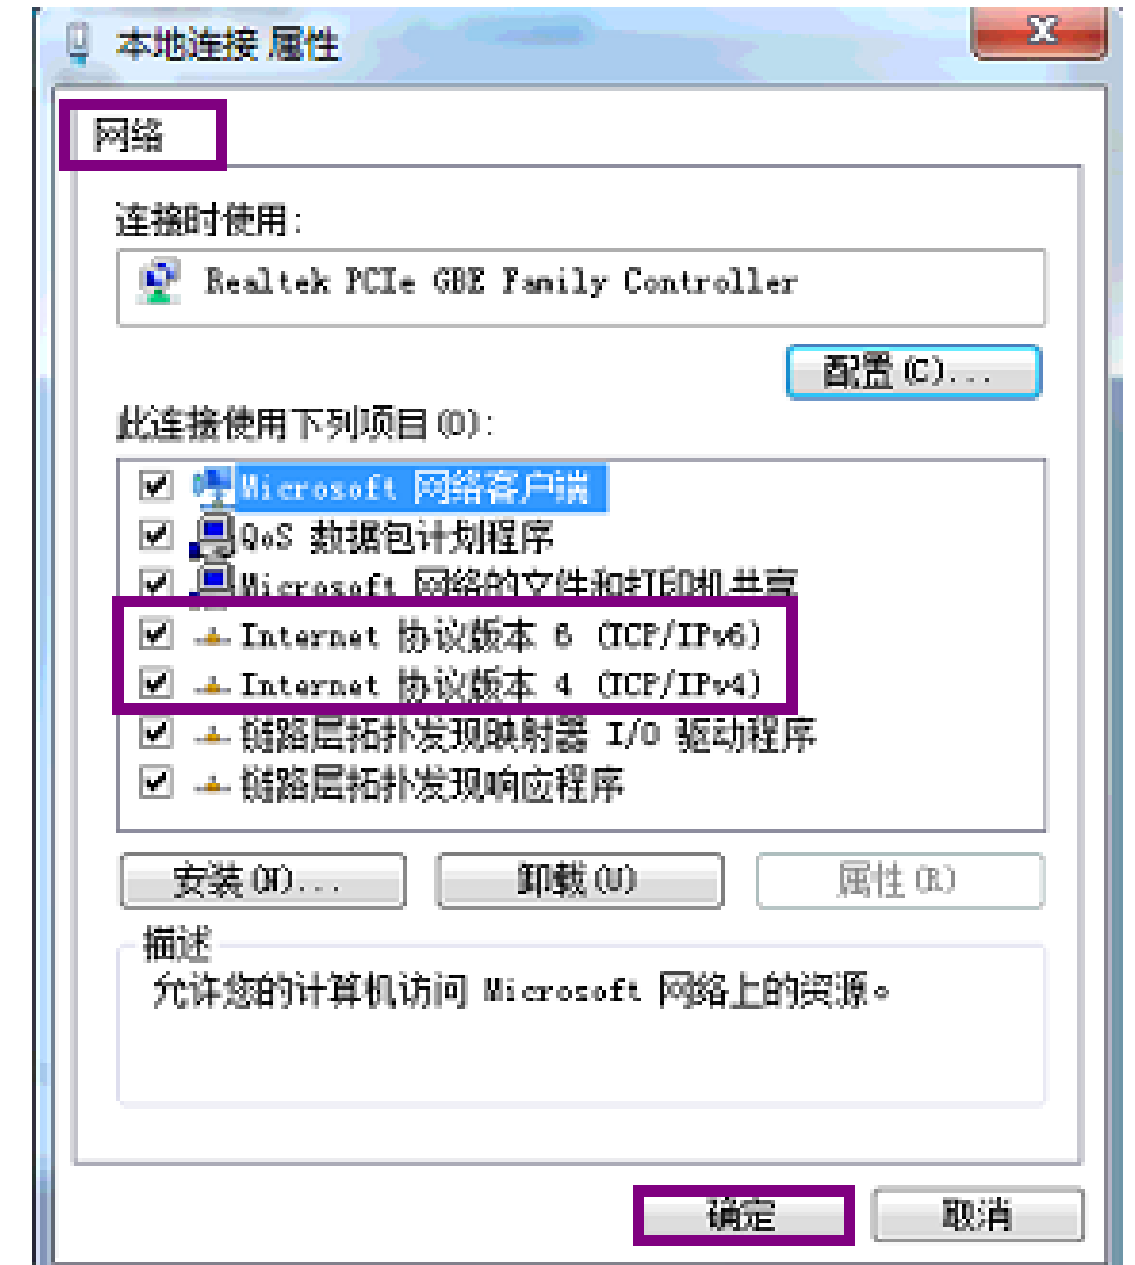 本地连接 属性
网络
连接时使用:
Realtek PCIe GBE Family Controller
配置(C)...
此连接使用下列项目(O):
Microsoft 网络客户端
QoS 数据包计划程序
Microsoft 网络的文件和打印机共享
Internet 协议版本 6 (TCP/IPv6)
Internet 协议版本 4 (TCP/IPv4)
链路层拓扑发现映射器 I/O 驱动程序
链路层拓扑发现响应程序
安装(N)... 卸载(U) 属性(R)
描述
允许您的计算机访问 Microsoft 网络上的资源。
确定 取消